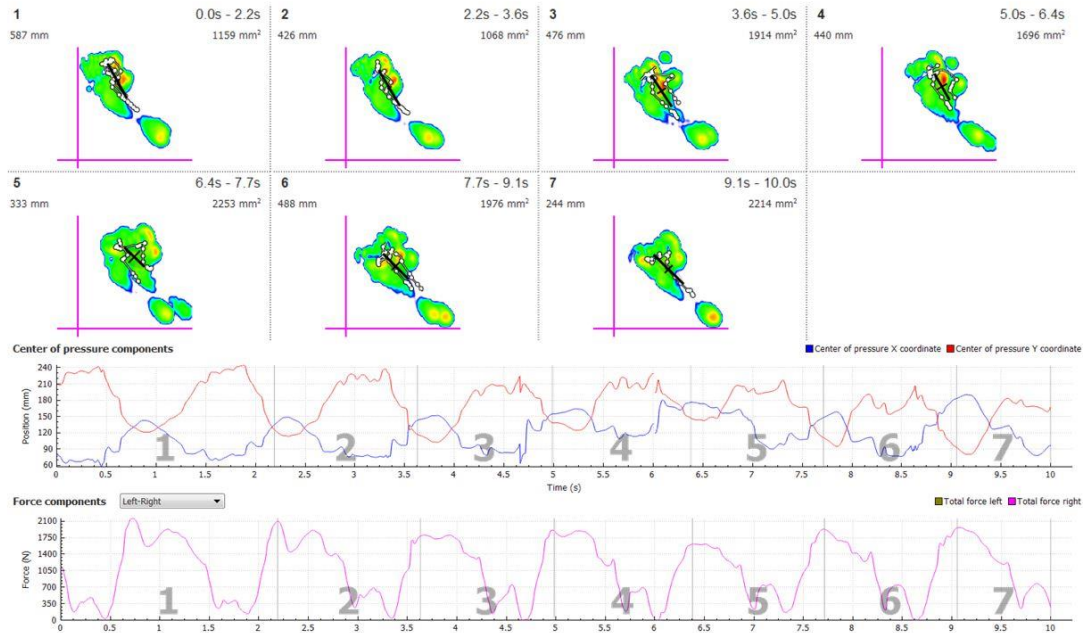 1 0.0s - 2.2s
587 mm 1159 mm²
2 2.2s - 3.6s
426 mm 1068 mm²
3 3.6s - 5.0s
476 mm 1914 mm²
4 5.0s - 6.4s
440 mm 1696 mm²
5 6.4s - 7.7s
333 mm 2253 mm²
6 7.7s - 9.1s
488 mm 1976 mm²
7 9.1s - 10.0s
244 mm 2214 mm²
Center of pressure components
Center of pressure X coordinate Center of pressure Y coordinate
Position (mm)
240
210
180
150
120
90
60
1 2 3 4 5 6 7
0 0.5 1 1.5 2 2.5 3 3.5 4 4.5 5 5.5 6 6.5 7 7.5 8 8.5 9 9.5 10
Time (s)
Force components Left-Right
Total force left Total force right
Force (N)
2100
1750
1400
1050
700
350
0
1 2 3 4 5 6 7
0 0.5 1 1.5 2 2.5 3 3.5 4 4.5 5 5.5 6 6.5 7 7.5 8 8.5 9 9.5 10